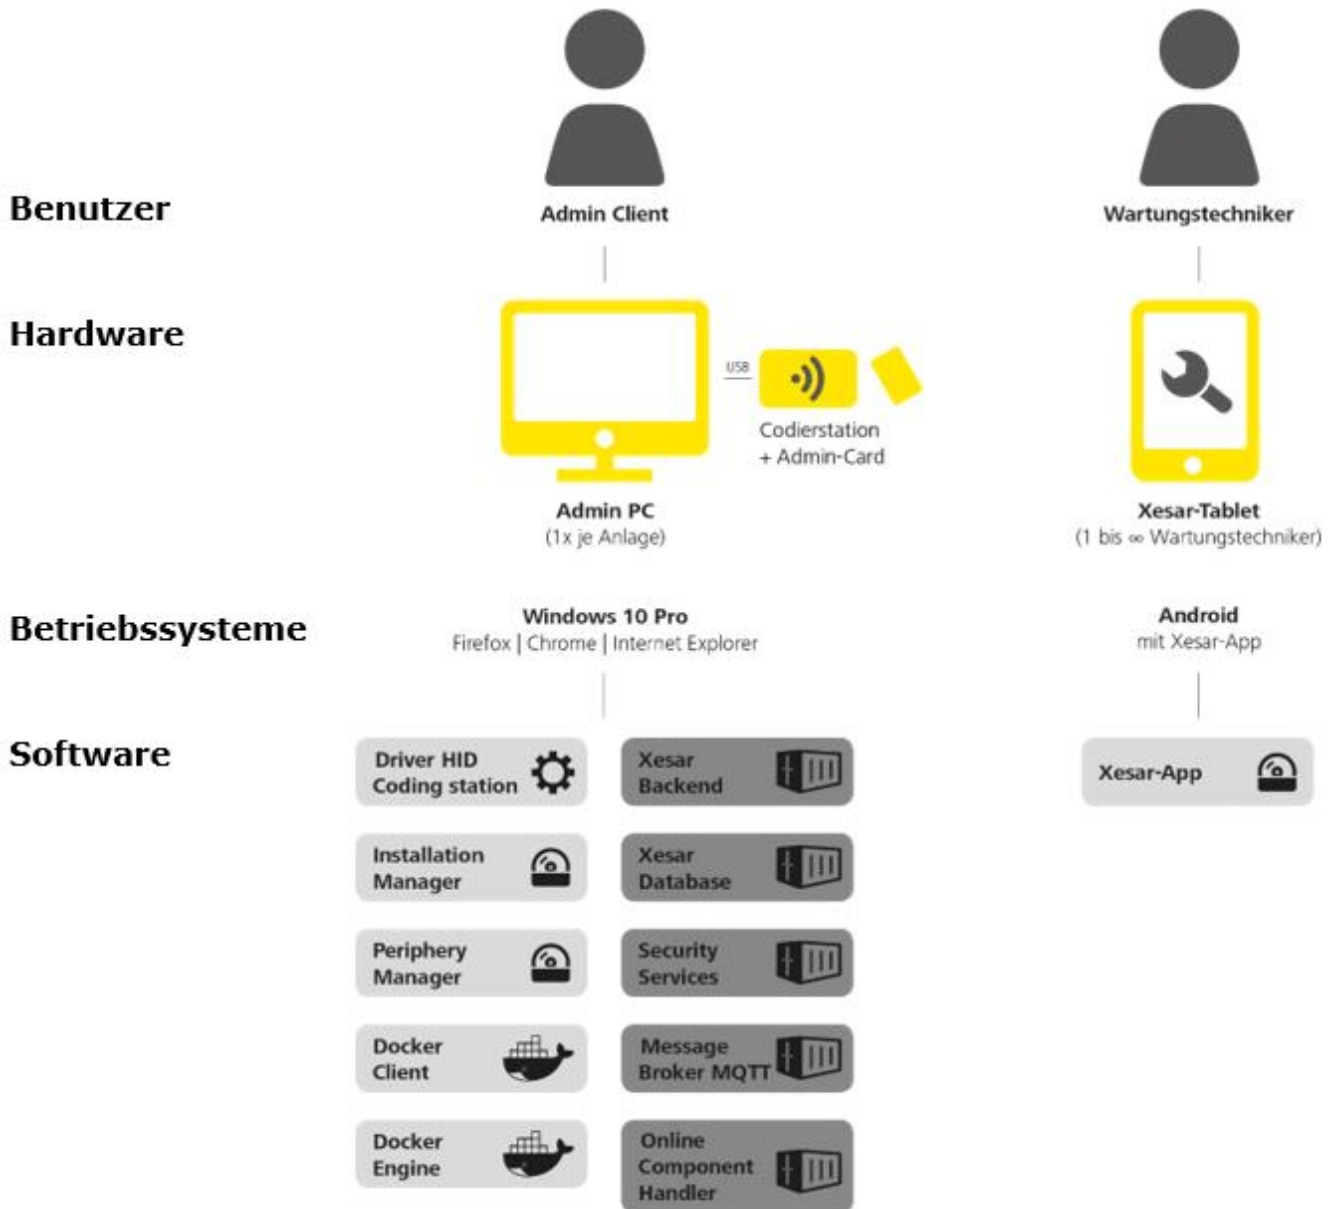 Benutzer
Admin Client
Wartungstechniker
Hardware
USB
Codierstation
+ Admin-Card
Admin PC
(1x je Anlage)
Xesar-Tablet
(1 bis ∞ Wartungstechniker)
Betriebssysteme
Windows 10 Pro
Firefox | Chrome | Internet Explorer
Android
mit Xesar-App
Software
Driver HID
Coding station
Xesar
Backend
Xesar-App
Installation
Manager
Xesar
Database
Periphery
Manager
Security
Services
Docker
Client
Message
Broker MQTT
Docker
Engine
Online
Component
Handler